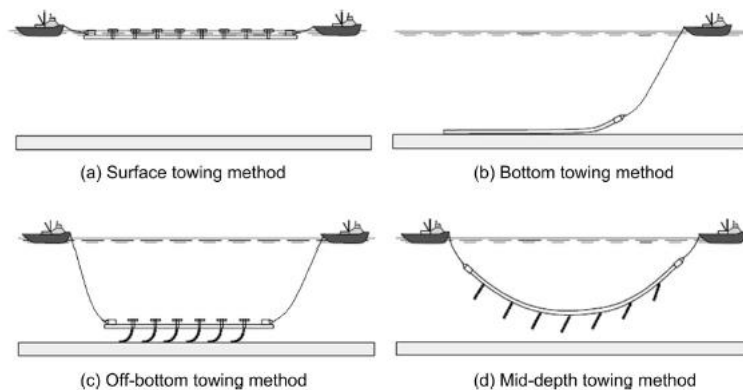 (a) Surface towing method
(b) Bottom towing method
(c) Off-bottom towing method
(d) Mid-depth towing method